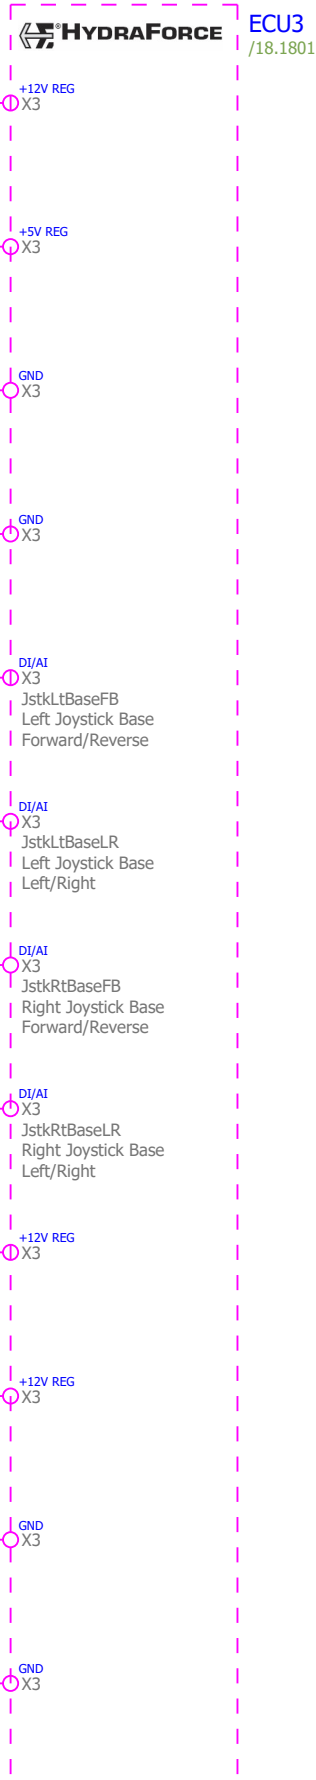 HYDRAFORCE
ECU3
/18.1801
+12V REG
X3
+5V REG
X3
GND
X3
GND
X3
DI/AI
X3
JstkLtBaseFB
Left Joystick Base
Forward/Reverse
DI/AI
X3
JstkLtBaseLR
Left Joystick Base
Left/Right
DI/AI
X3
JstkRtBaseFB
Right Joystick Base
Forward/Reverse
DI/AI
X3
JstkRtBaseLR
Right Joystick Base
Left/Right
+12V REG
X3
+12V REG
X3
GND
X3
GND
X3